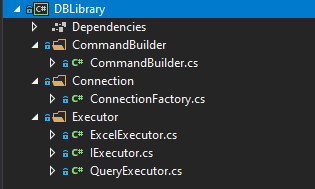 C# DBLibrary
Dependencies
CommandBuilder
C# CommandBuilder.cs
Connection
C# ConnectionFactory.cs
Executor
C# ExcelExecutor.cs
C# IExecutor.cs
C# QueryExecutor.cs